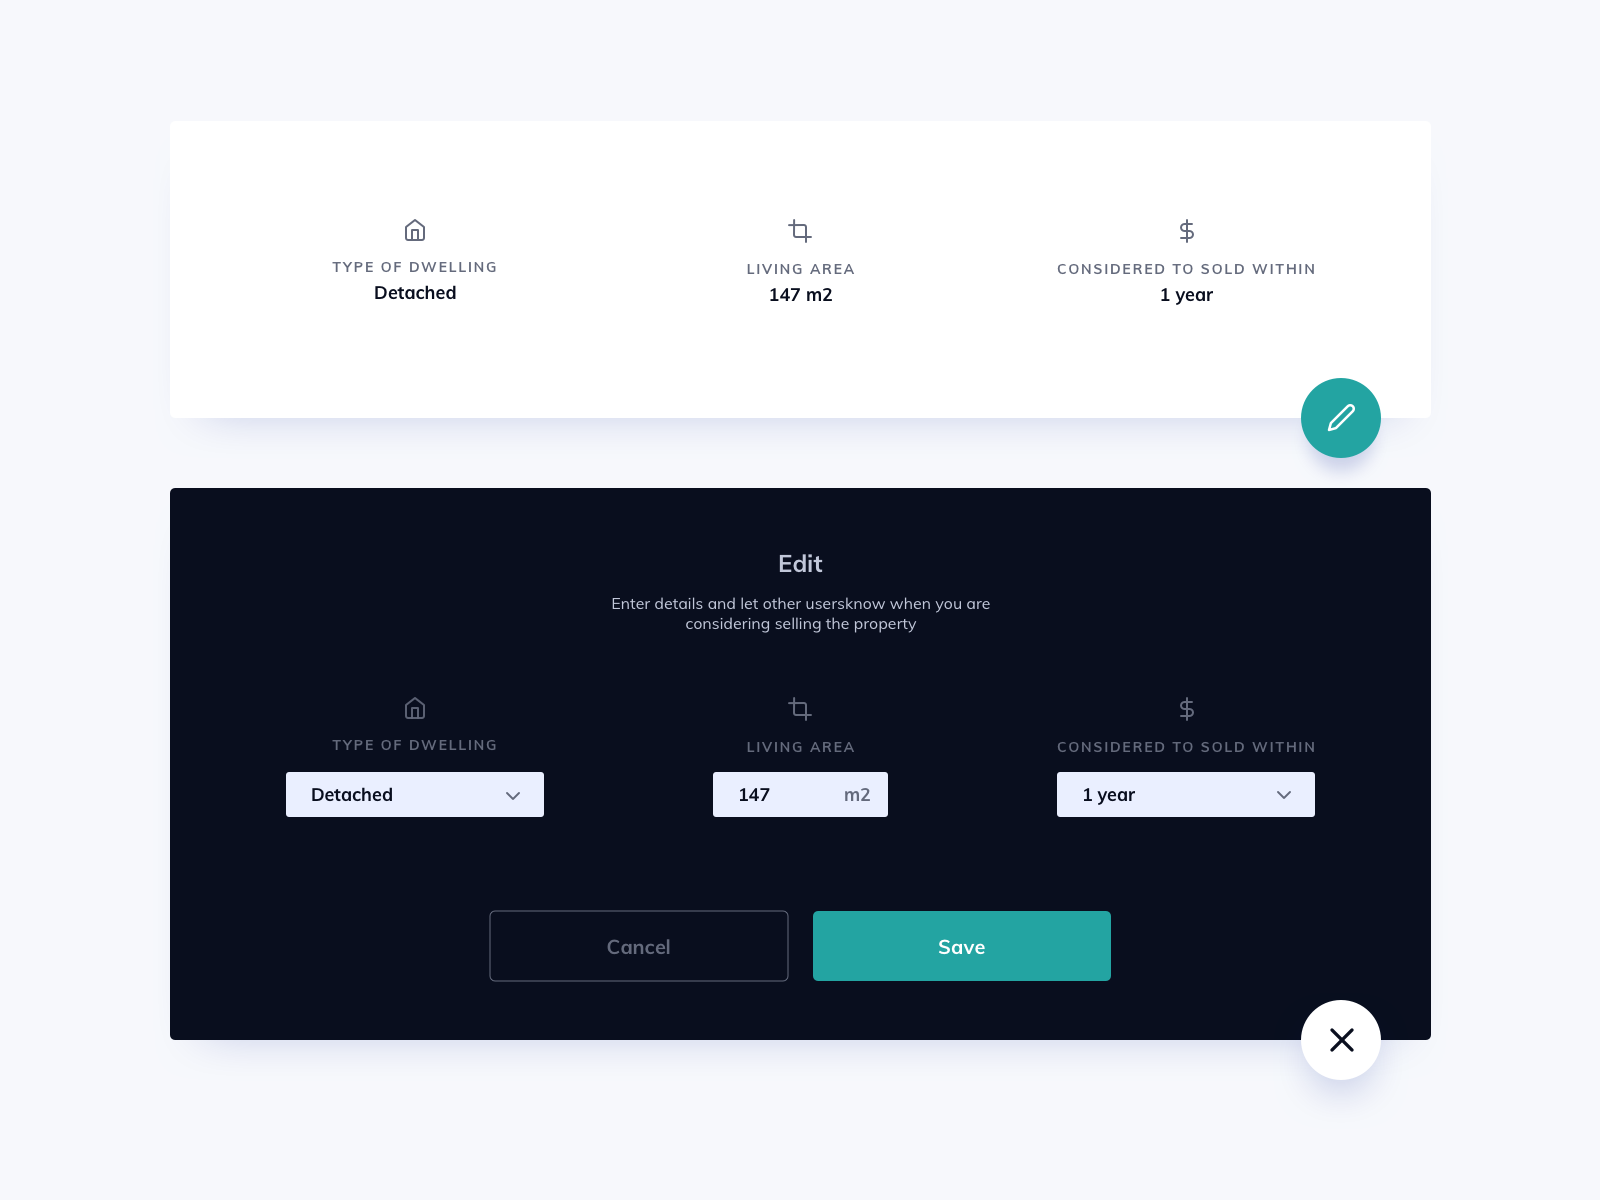 TYPE OF DWELLING
Detached
LIVING AREA
147 m2
CONSIDERED TO SOLD WITHIN
1 year
Edit
Enter details and let other usersknow when you are
considering selling the property
TYPE OF DWELLING
Detached
LIVING AREA
147 m2
CONSIDERED TO SOLD WITHIN
1 year
Cancel
Save